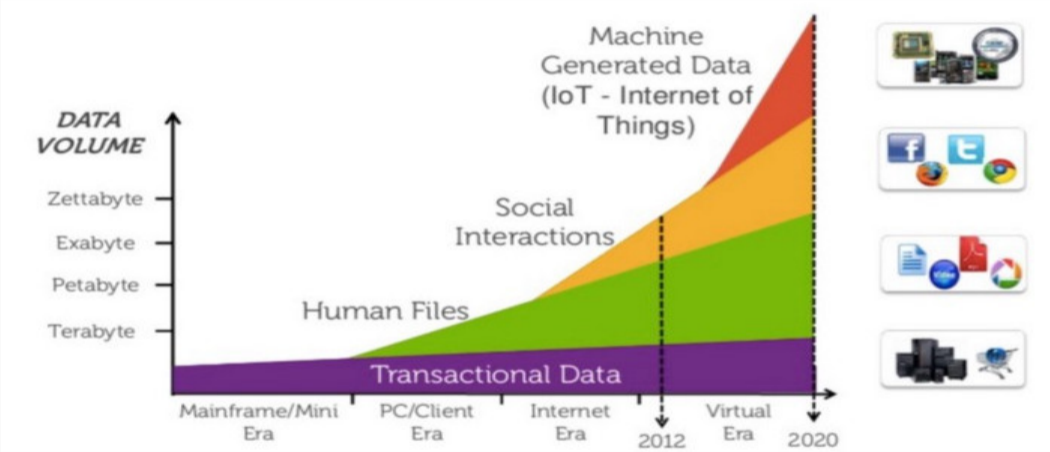 Machine
Generated Data
(IoT - Internet of
Things)
DATA
VOLUME
Zettabyte
Social
Interactions
Exabyte
Petabyte
Human Files
Terabyte
Transactional Data
Mainframe/Mini
Era
PC/Client
Era
Internet
Era
2012
Virtual
Era
2020
f
t